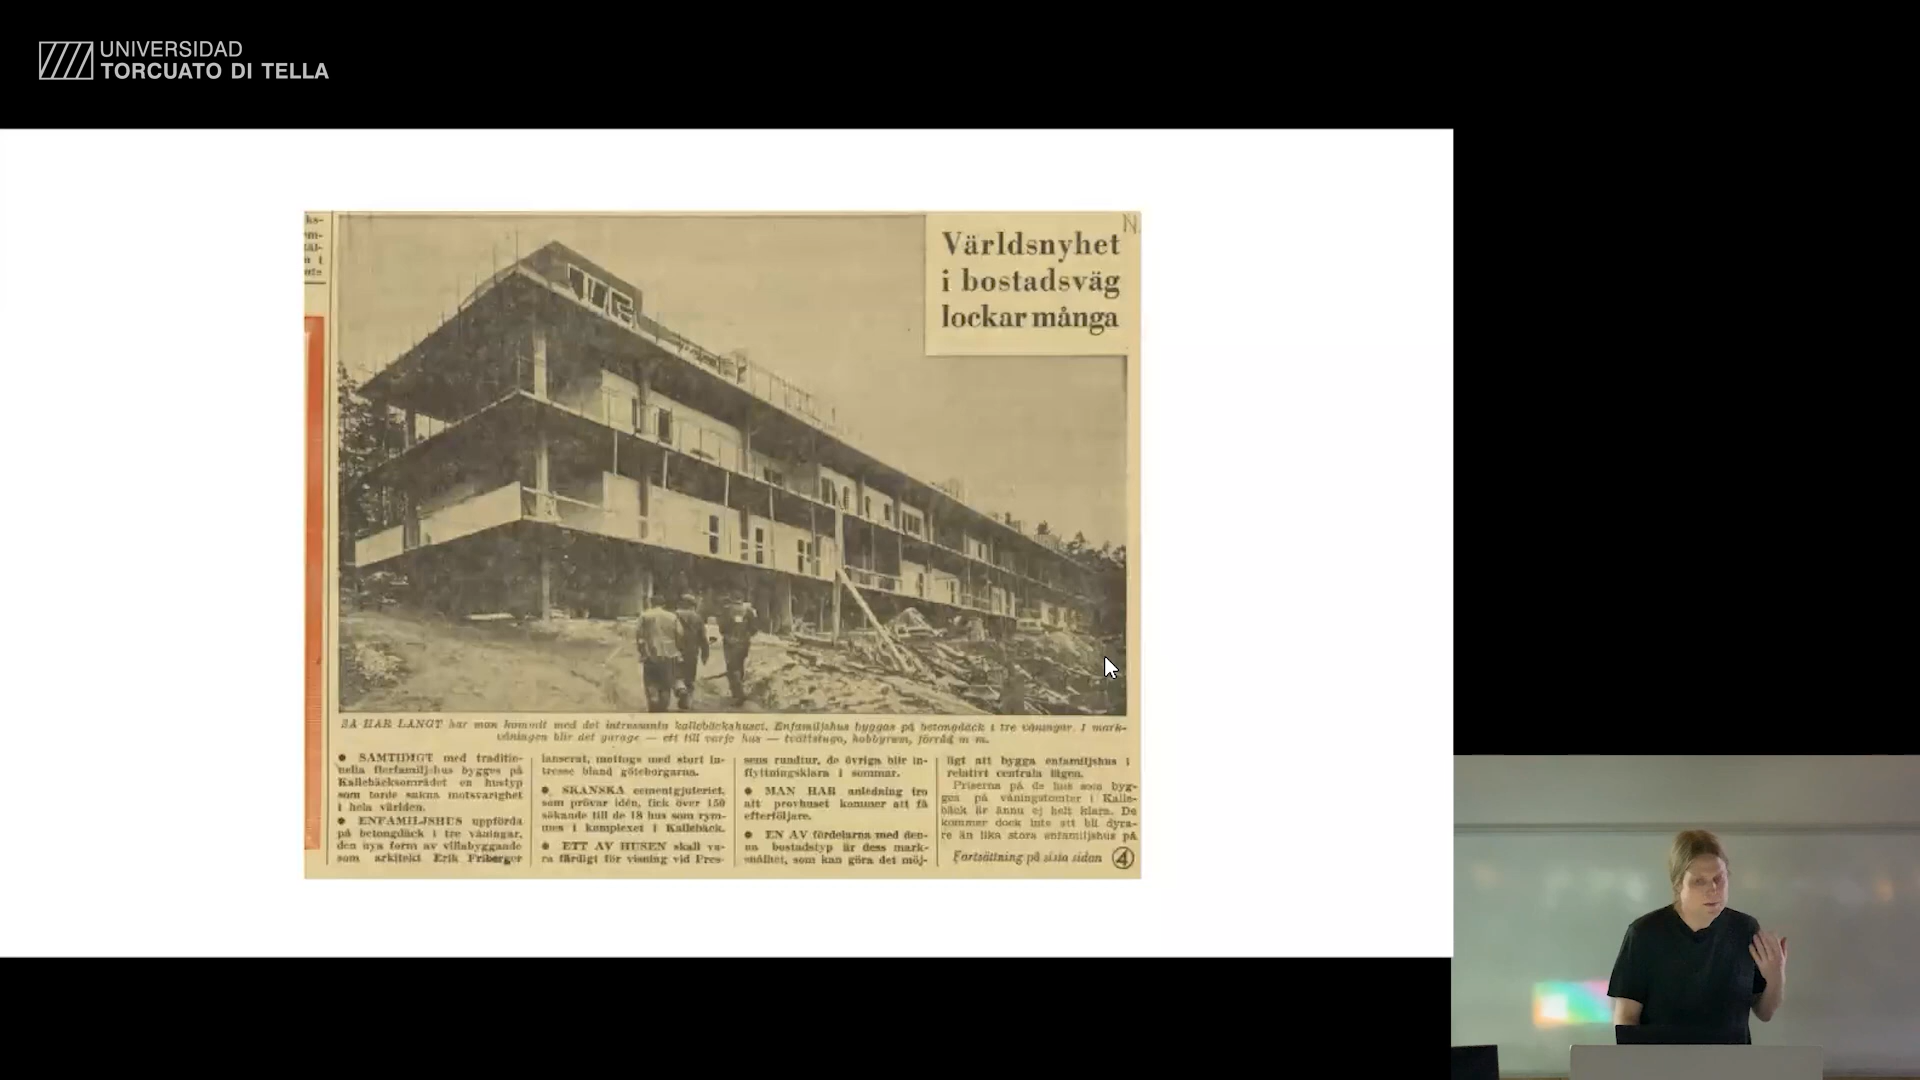 UNIVERSIDAD
TORCUATO DI TELLA
N
Världsnyhet
i bostadsväg
lockar många
SÅ HÄR LÅNGT har man kommit med det intressanta kallebäckshuset. Enfamiljshus byggas på betongdäck i tre våningar. I mark-
våningen blir det garage — ett till varje hus — tvättstuga, hobbyrum, förråd m m.
● SAMTIDIGT med traditio-
nella flerfamiljshus bygges på
Kallebäcksområdet en hustyp
som torde sakna motsvarighet
i hela världen.
● ENFAMILJSHUS uppförda
på betongdäck i tre våningar,
den nya form av villabyggande
som arkitekt Erik Friberger
lanserat, mottogs med stort in-
tresse bland göteborgarna.
● SKÅNSKA cementgjuteriet,
som prövar idén, fick över 150
sökande till de 18 hus som rym-
mes i komplexet i Kallebäck.
● ETT AV HUSEN skall va-
ra färdigt för visning vid Pres-
sens rundtur, de övriga blir in-
flyttningsklara i sommar.
● MAN HAR anledning tro
att provhuset kommer att få
efterföljare.
● EN AV fördelarna med den-
na bostadstyp är dess mark-
snålhet, som kan göra det möj-
ligt att bygga enfamiljshus i
relativt centrala lägen.
Priserna på de hus som byg-
ges på våningstomter i Kalle-
bäck är ännu ej helt klara. De
kommer dock inte att bli dyra-
re än lika stora enfamiljshus på
Fortsättning på sista sidan 4